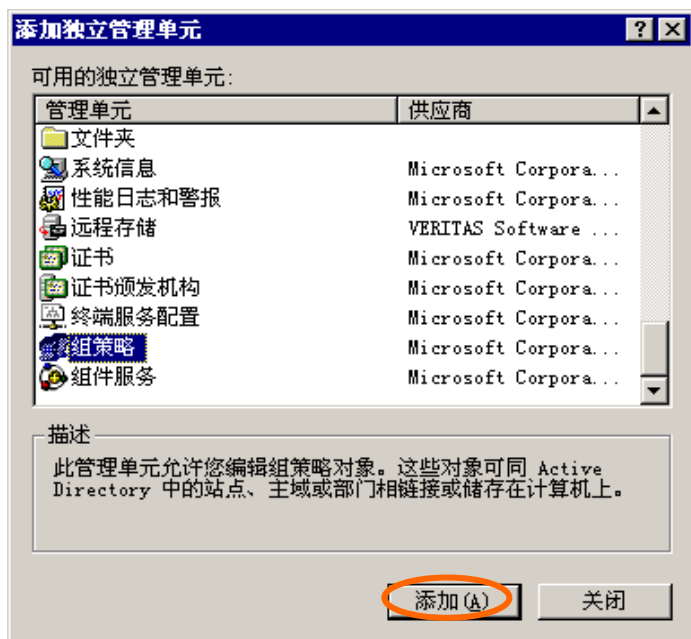 添加独立管理单元
可用的独立管理单元:
管理单元 供应商
文件夹
系统信息 Microsoft Corpora...
性能日志和警报 Microsoft Corpora...
远程存储 VERITAS Software ...
证书 Microsoft Corpora...
证书颁发机构 Microsoft Corpora...
终端服务配置 Microsoft Corpora...
组策略 Microsoft Corpora...
组件服务 Microsoft Corpora...
描述
此管理单元允许您编辑组策略对象。这些对象可同 Active
Directory 中的站点、主域或部门相链接或储存在计算机上。
添加(A) 关闭